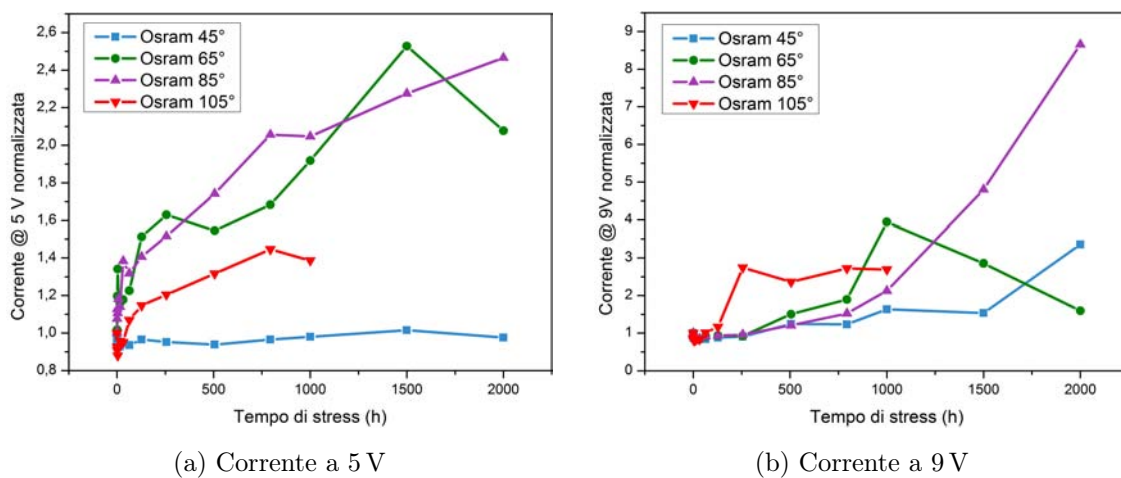 2,6
2,4
2,2
2,0
1,8
1,6
1,4
1,2
1,0
0,8
Corrente @ 5 V normalizzata
Osram 45°
Osram 65°
Osram 85°
Osram 105°
0 500 1000 1500 2000
Tempo di stress (h)
(a) Corrente a 5 V
9
8
7
6
5
4
3
2
1
0
Corrente @ 9V normalizzata
Osram 45°
Osram 65°
Osram 85°
Osram 105°
0 500 1000 1500 2000
Tempo di stress (h)
(b) Corrente a 9 V